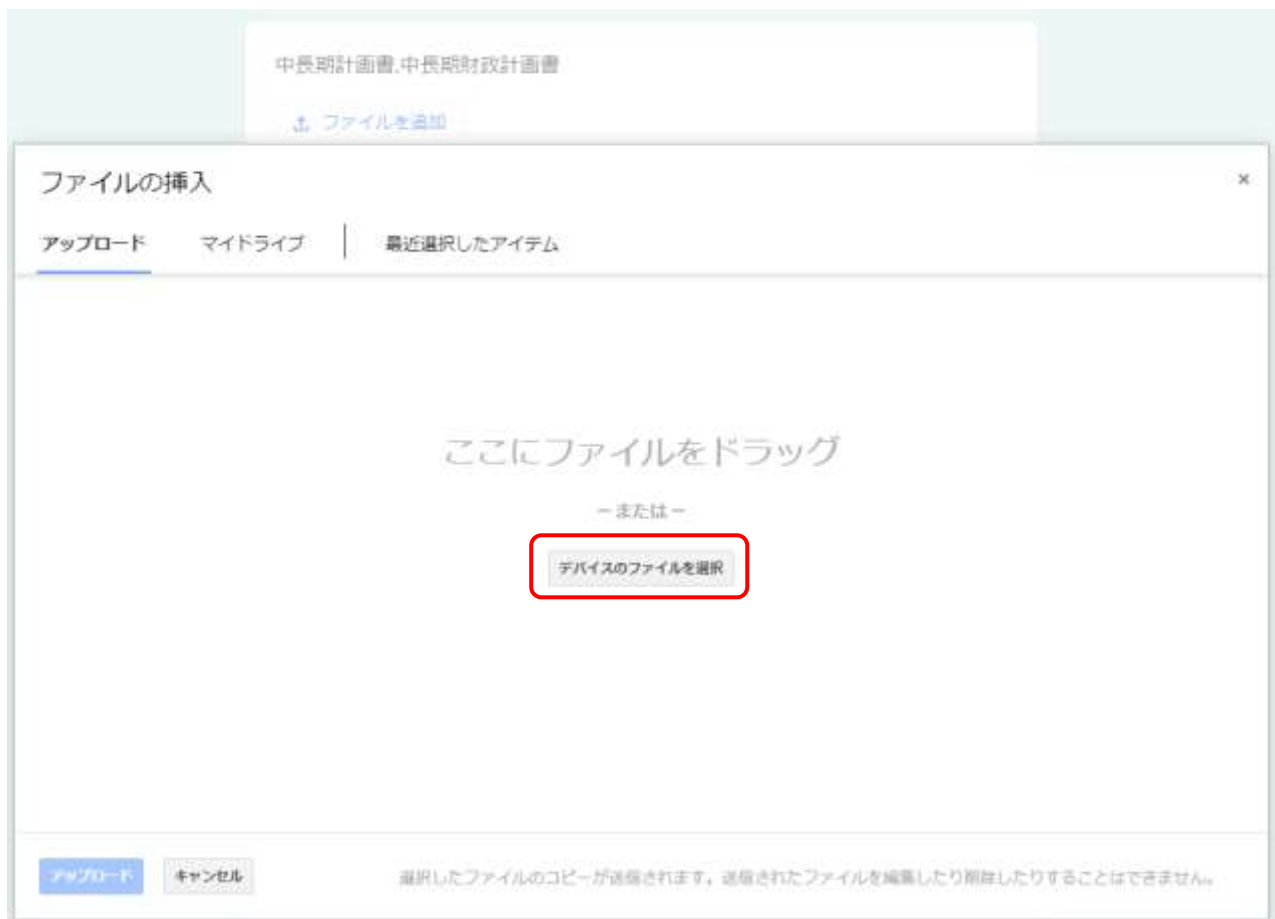 中長期計画書,中長期財政計画書
ファイルを追加
ファイルの挿入
×
アップロード マイドライブ 最近選択したアイテム
ここにファイルをドラッグ
－または－
デバイスのファイルを選択
アップロード キャンセル 選択したファイルのコピーが送信されます。送信されたファイルを編集したり削除したりすることはできません。